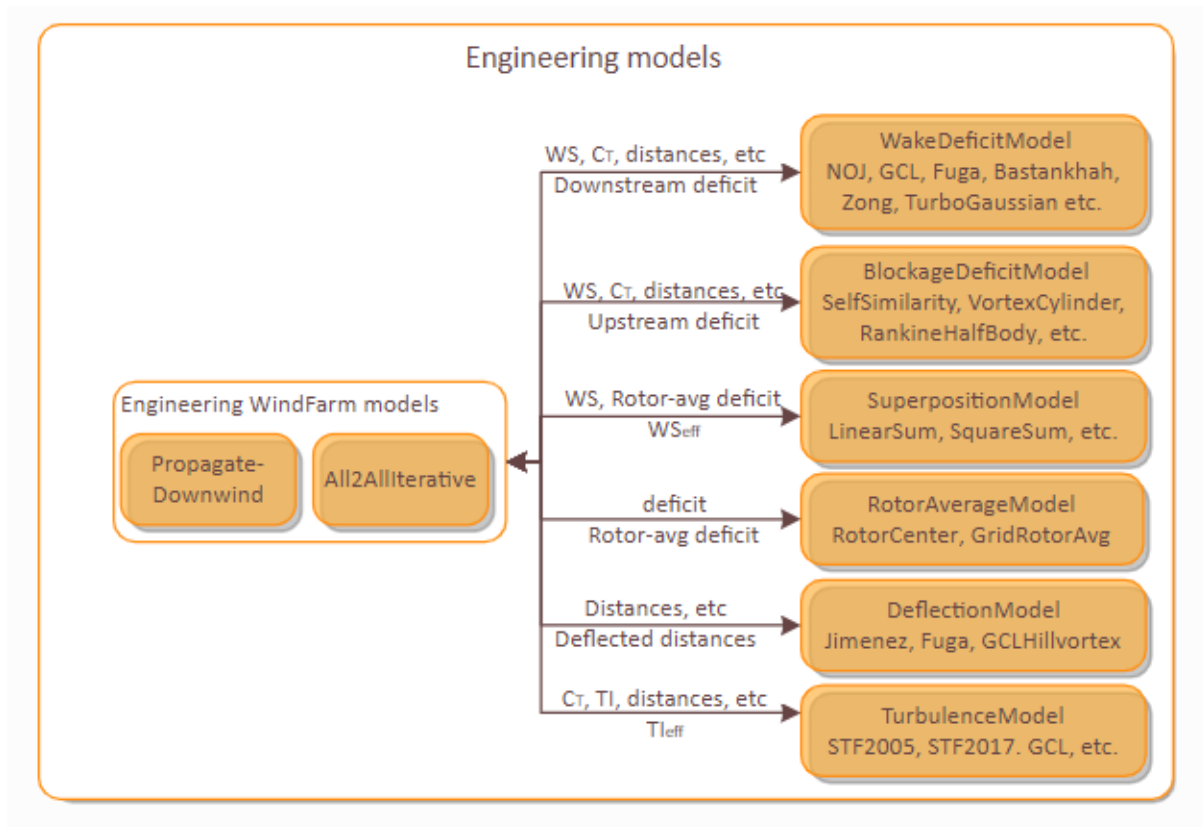 Engineering models
WS, CT, distances, etc
Downstream deficit
WakeDeficitModel
NOJ, GCL, Fuga, Bastankhah,
Zong, TurboGaussian etc.
WS, CT, distances, etc
Upstream deficit
BlockageDeficitModel
SelfSimilarity, VortexCylinder,
RankineHalfBody, etc.
Engineering WindFarm models
Propagate-
Downwind
All2AllIterative
WS, Rotor-avg deficit
WSeff
SuperpositionModel
LinearSum, SquareSum, etc.
deficit
Rotor-avg deficit
RotorAverageModel
RotorCenter, GridRotorAvg
Distances, etc
Deflected distances
DeflectionModel
Jimenez, Fuga, GCLHillvortex
CT, TI, distances, etc
TIeff
TurbulenceModel
STF2005, STF2017. GCL, etc.